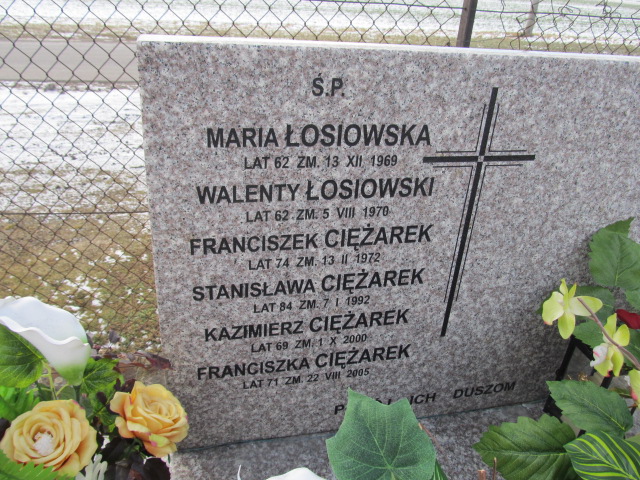 Ś.P.
MARIA ŁOSIOWSKA
LAT 62 ZM. 13 XII 1969
WALENTY ŁOSIOWSKI
LAT 62 ZM. 5 VIII 1970
FRANCISZEK CIĘŻAREK
LAT 74 ZM. 13 II 1972
STANISŁAWA CIĘŻAREK
LAT 84 ZM. 7 I 1992
KAZIMIERZ CIĘŻAREK
LAT 69 ZM. 1 X 2000
FRANCISZKA CIĘŻAREK
LAT 71 ZM. 22 VIII 2005
ICH DUSZOM